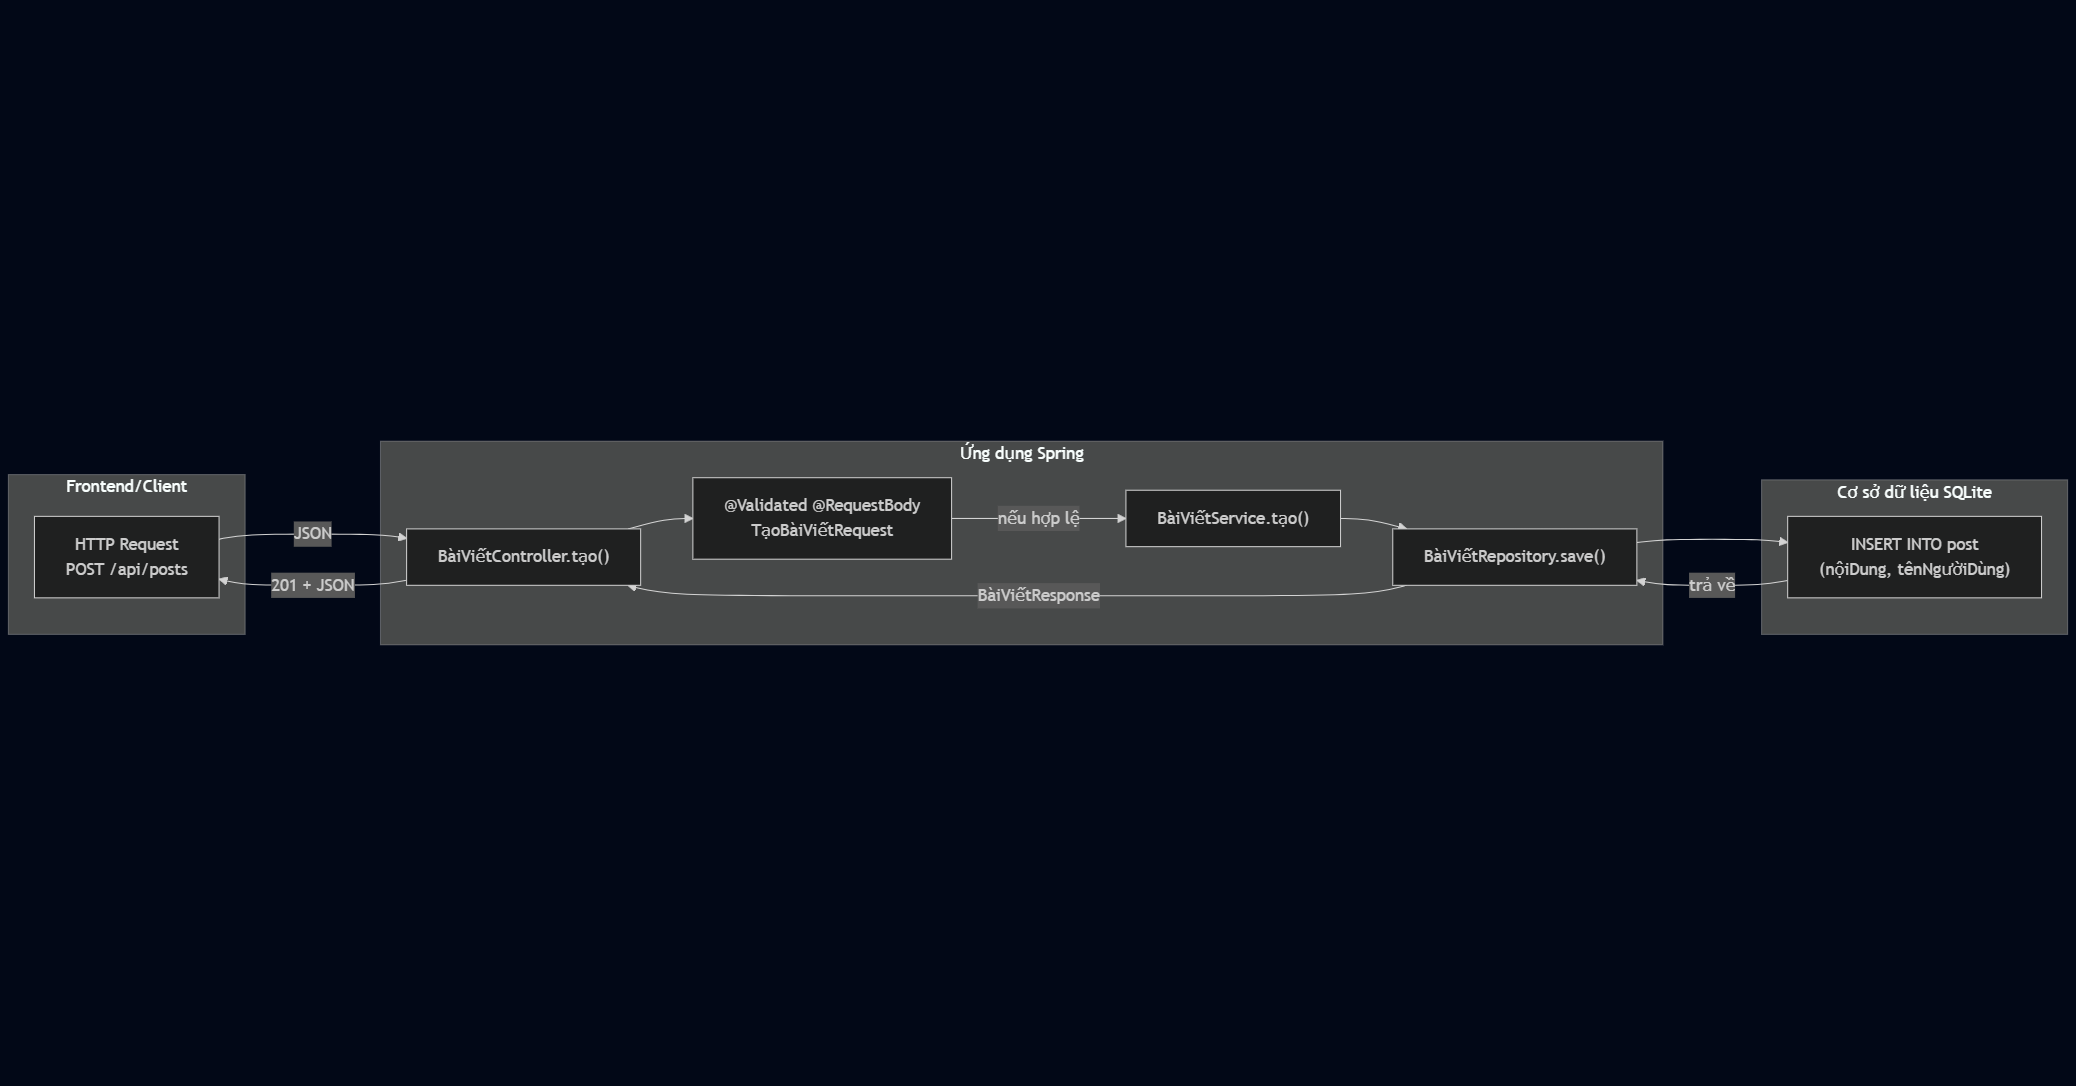 Frontend/Client
HTTP Request
POST /api/posts
JSON
201 + JSON
Ứng dụng Spring
BàiViếtController.tạo()
@Validated @RequestBody
TạoBàiViếtRequest
nếu hợp lệ
BàiViếtService.tạo()
BàiViếtRepository.save()
BàiViếtResponse
trả về
Cơ sở dữ liệu SQLite
INSERT INTO post
(nộiDung, tênNgườiDùng)